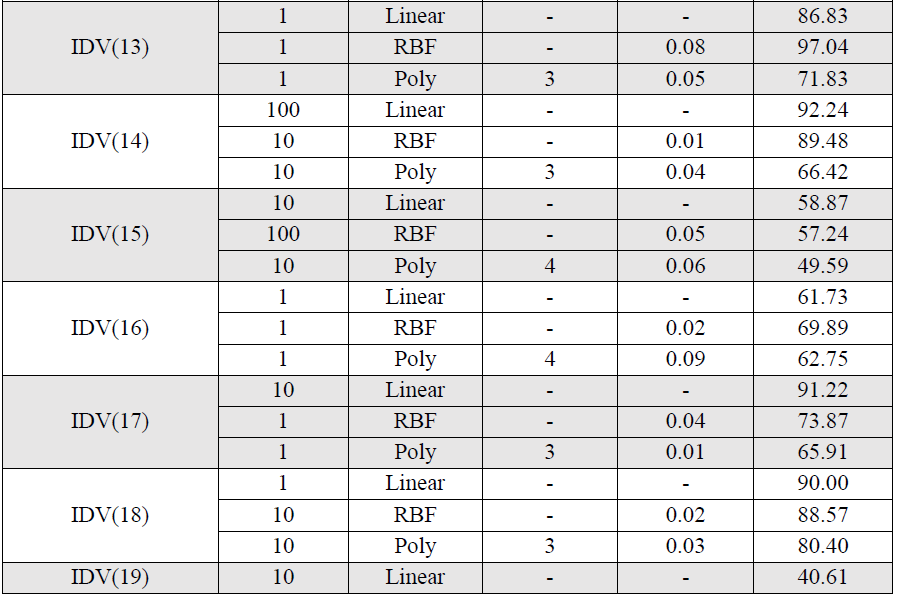 1 Linear - - 86.83
IDV(13) 1 RBF - 0.08 97.04
1 Poly 3 0.05 71.83
100 Linear - - 92.24
IDV(14) 10 RBF - 0.01 89.48
10 Poly 3 0.04 66.42
10 Linear - - 58.87
IDV(15) 100 RBF - 0.05 57.24
10 Poly 4 0.06 49.59
1 Linear - - 61.73
IDV(16) 1 RBF - 0.02 69.89
1 Poly 4 0.09 62.75
10 Linear - - 91.22
IDV(17) 1 RBF - 0.04 73.87
1 Poly 3 0.01 65.91
1 Linear - - 90.00
IDV(18) 10 RBF - 0.02 88.57
10 Poly 3 0.03 80.40
IDV(19) 10 Linear - - 40.61